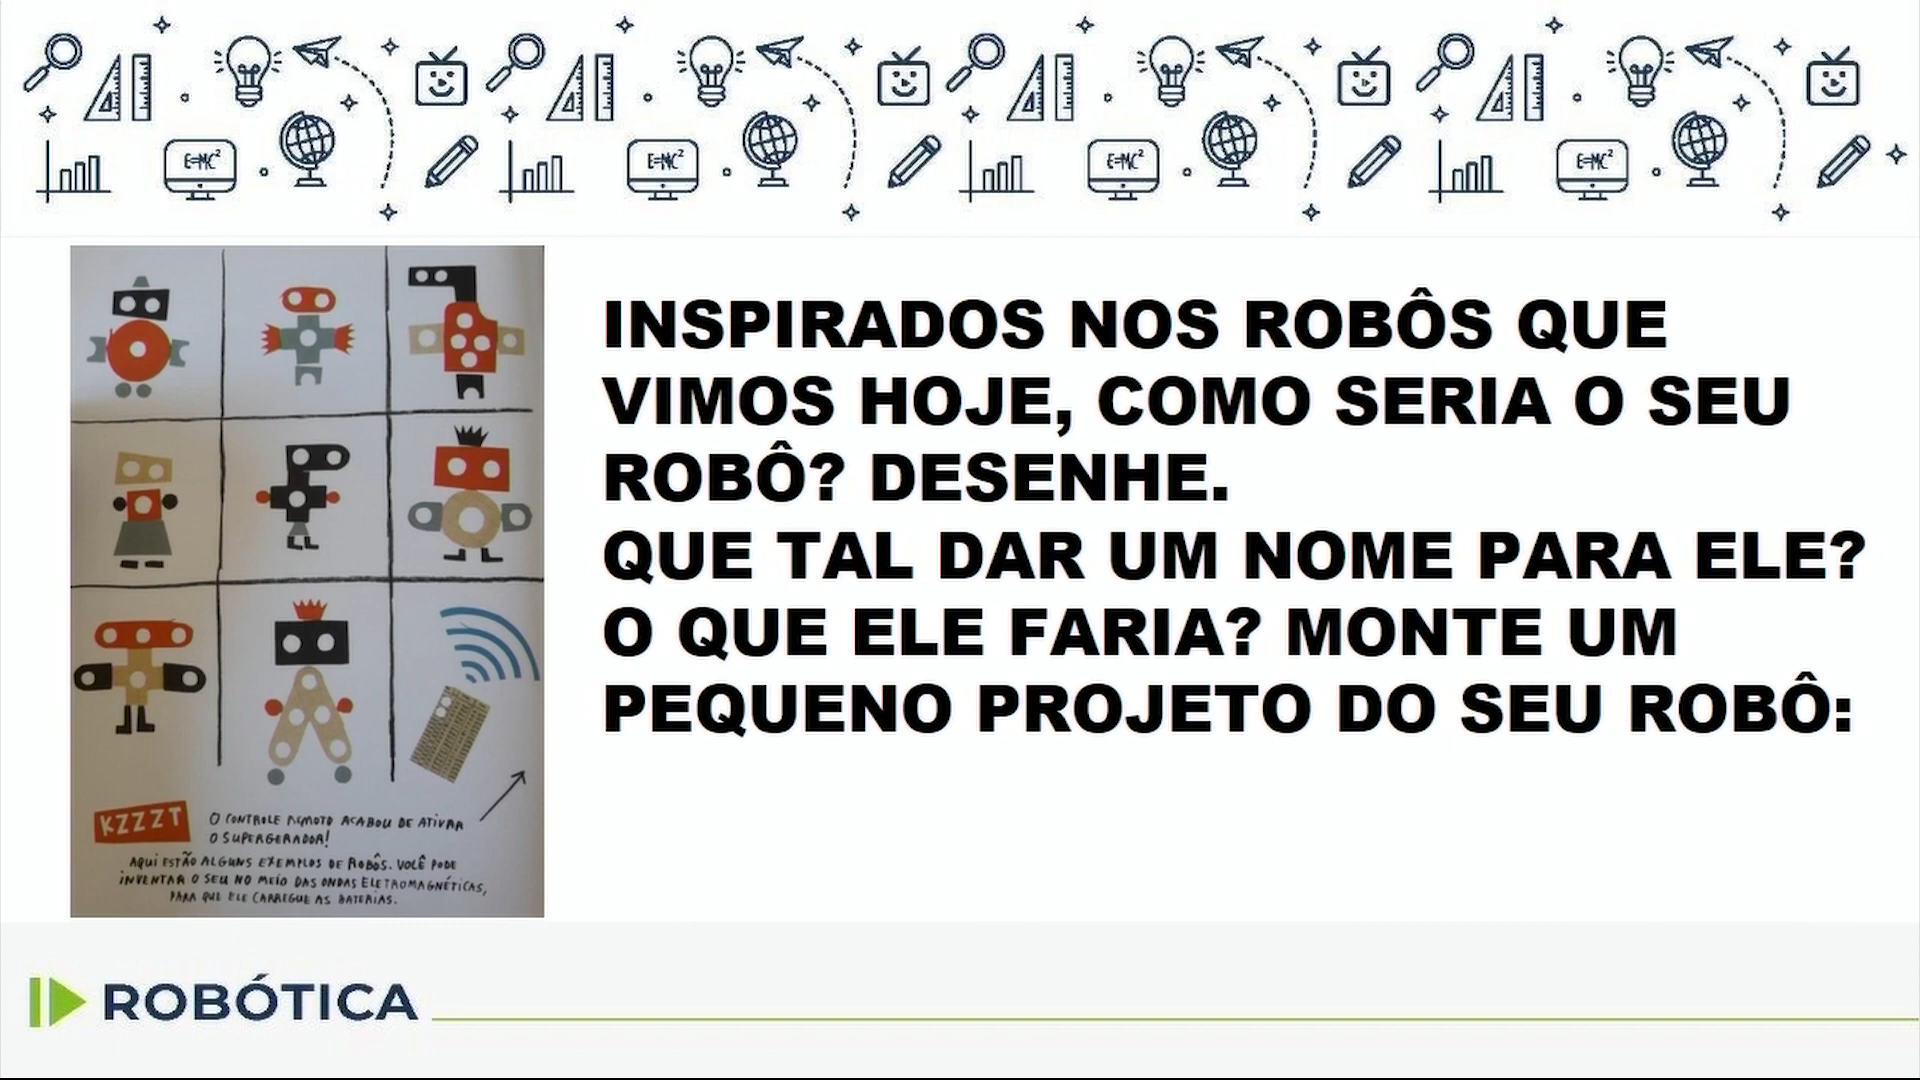 E=MC²
E=MC²
E=MC²
E=MC²
INSPIRADOS NOS ROBÔS QUE
VIMOS HOJE, COMO SERIA O SEU
ROBÔ? DESENHE.
QUE TAL DAR UM NOME PARA ELE?
O QUE ELE FARIA? MONTE UM
PEQUENO PROJETO DO SEU ROBÔ:
KZZZT
O CONTROLE REMOTO ACABOU DE ATIVAR
O SUPERGERADOR!
AQUI ESTÃO ALGUNS EXEMPLOS DE ROBÔS. VOCÊ PODE
INVENTAR O SEU NO MEIO DAS ONDAS ELETROMAGNÉTICAS,
PARA QUE ELE CARREGUE AS BATERIAS.
ROBÓTICA